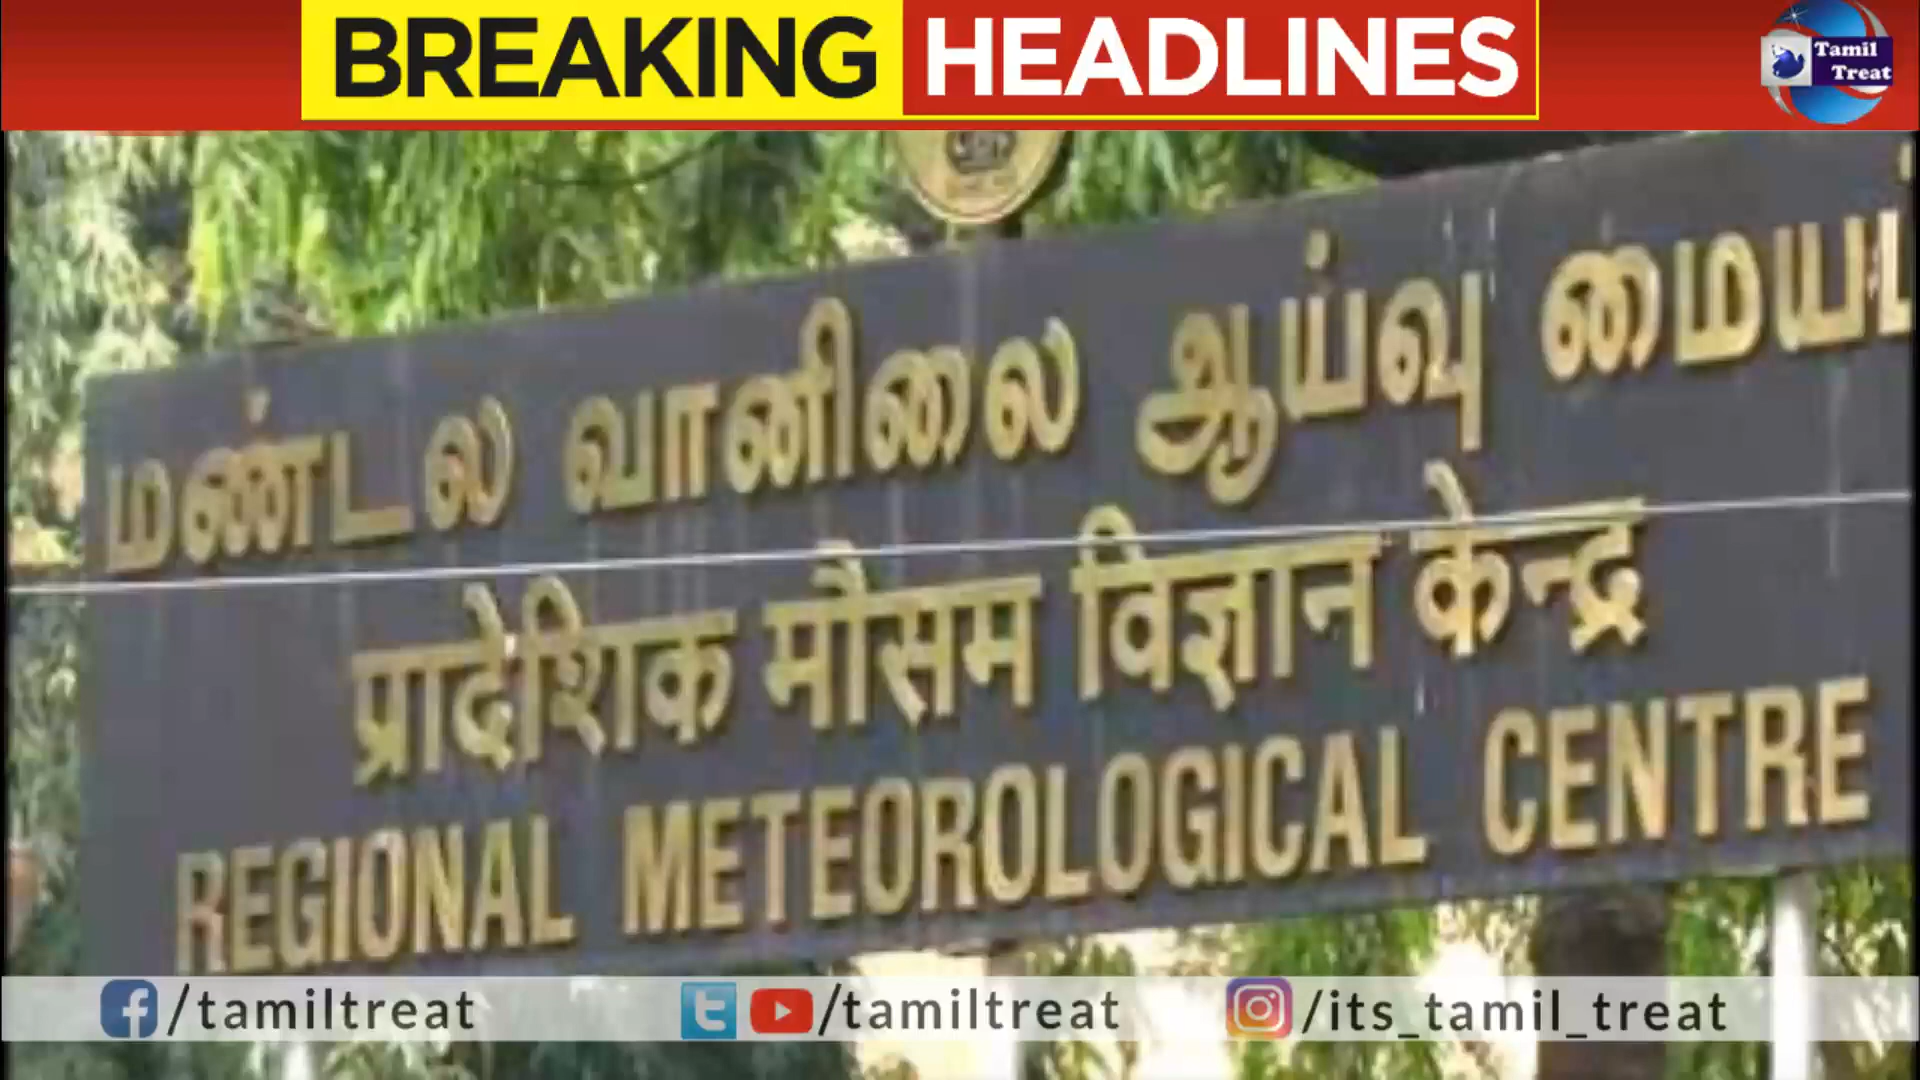 BREAKING HEADLINES
Tamil
Treat
மண்டல வானிலை ஆய்வு மையம்
प्रादेशिक मौसम विज्ञान केन्द्र
REGIONAL METEOROLOGICAL CENTRE
/tamiltreat /tamiltreat /its_tamil_treat